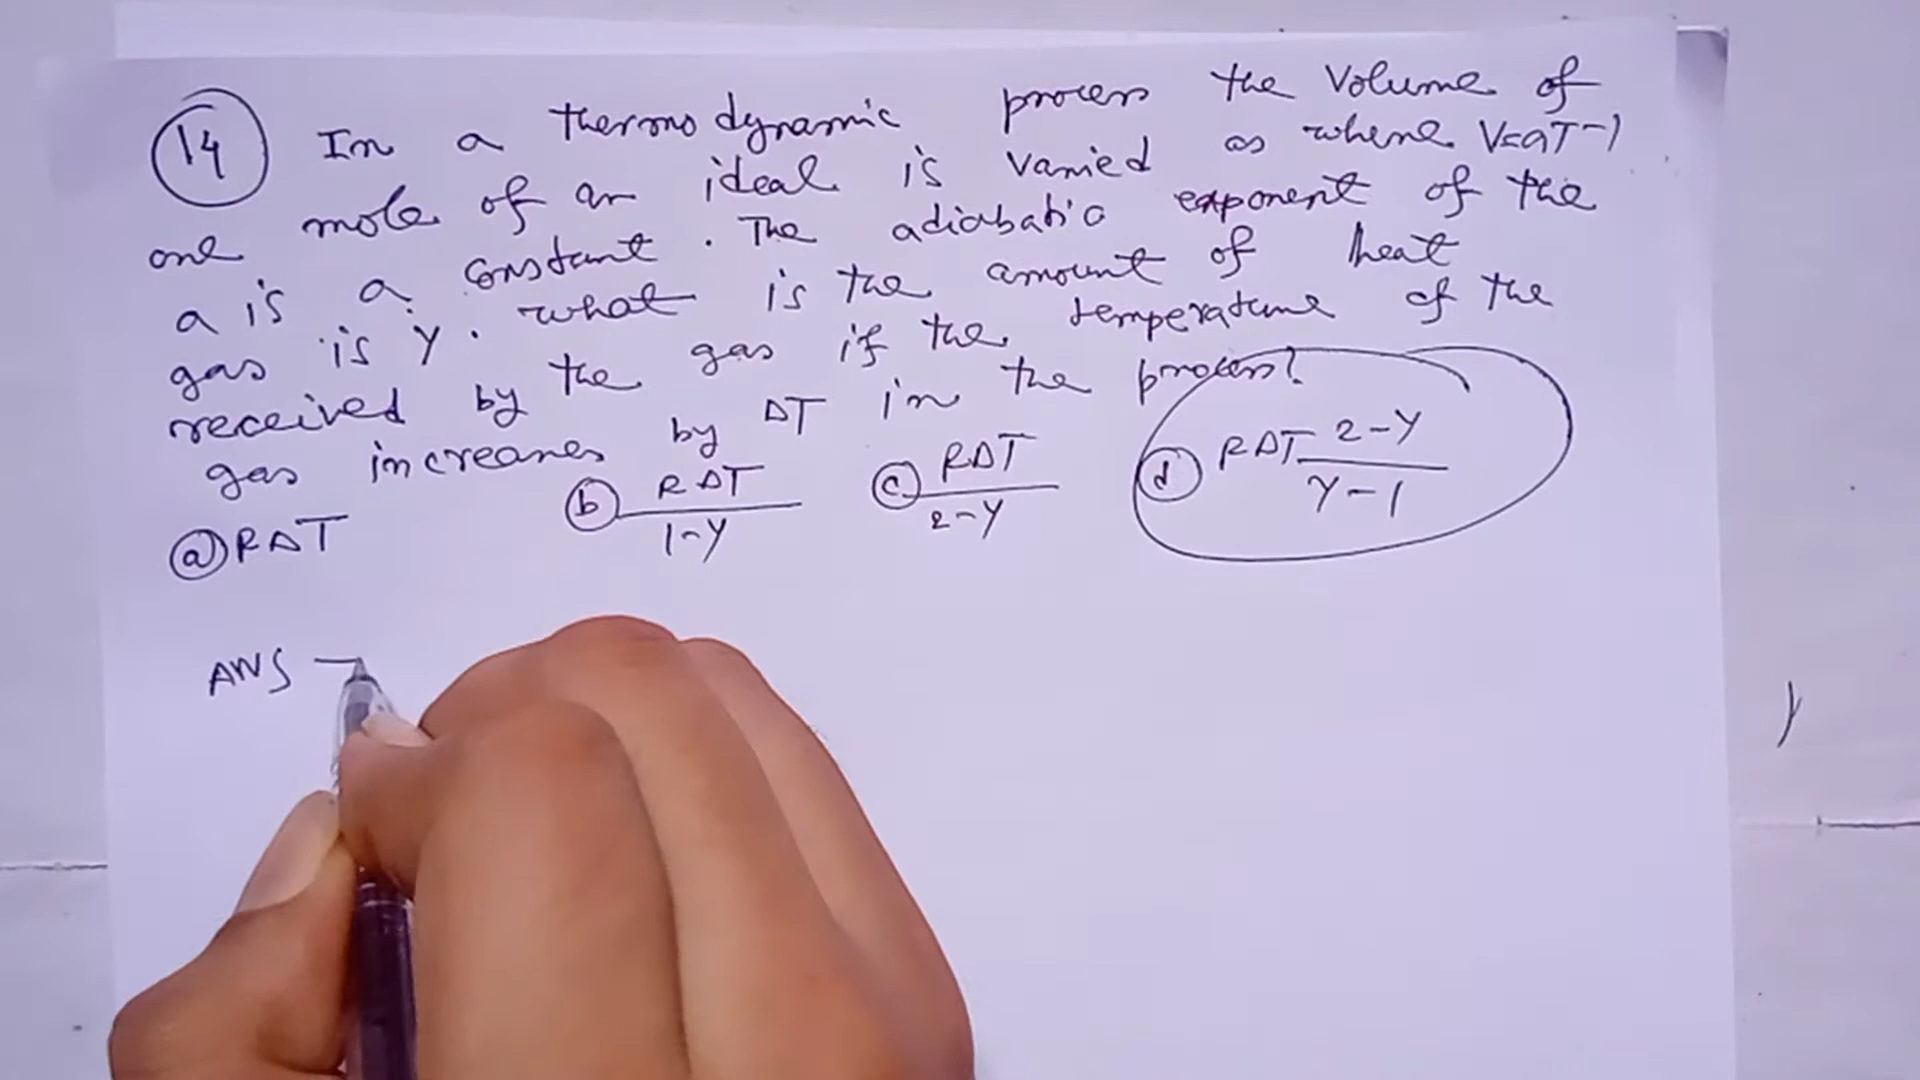 14 In a thermodynamic process the Volume of
one mole of an ideal is varied as where V=aT-1
a is a constant. The adiabatic exponent of the
gas is γ. what is the amount of heat
received by the gas if the temperature of the
gas increases by ΔT in the process?
(a) RΔT (b) RΔT/1-γ (c) RΔT/2-γ (d) RΔT 2-γ/γ-1
ANS —